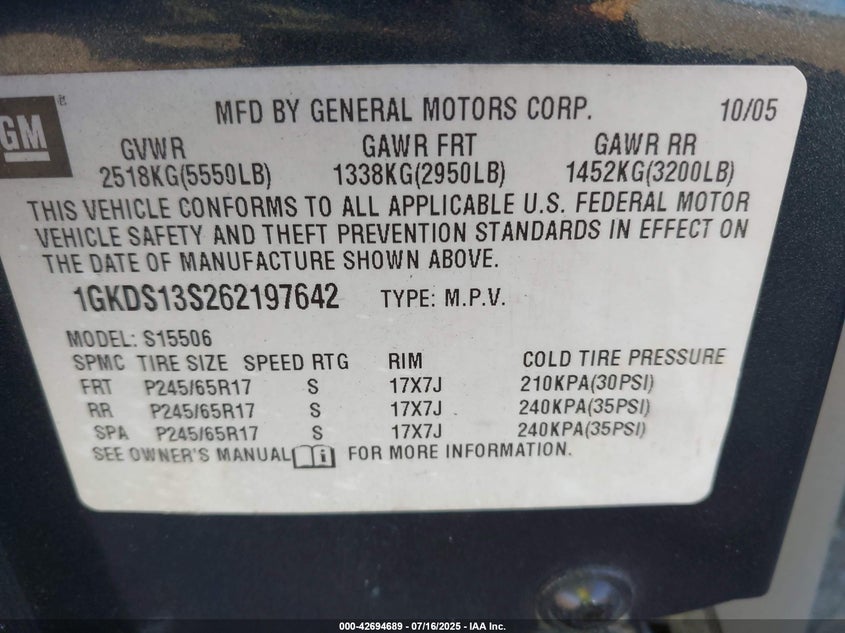 GM
MFD BY GENERAL MOTORS CORP. 10/05
GVWR GAWR FRT GAWR RR
2518KG(5550LB) 1338KG(2950LB) 1452KG(3200LB)
THIS VEHICLE CONFORMS TO ALL APPLICABLE U.S. FEDERAL MOTOR
VEHICLE SAFETY AND THEFT PREVENTION STANDARDS IN EFFECT ON
THE DATE OF MANUFACTURE SHOWN ABOVE.
1GKDS13S262197642 TYPE: M.P.V.
MODEL: S15506
SPMC TIRE SIZE SPEED RTG RIM COLD TIRE PRESSURE
FRT P245/65R17 S 17X7J 210KPA(30PSI)
RR P245/65R17 S 17X7J 240KPA(35PSI)
SPA P245/65R17 S 17X7J 240KPA(35PSI)
SEE OWNER'S MANUAL i FOR MORE INFORMATION.
000-42694689 - 07/16/2025 - IAA Inc.